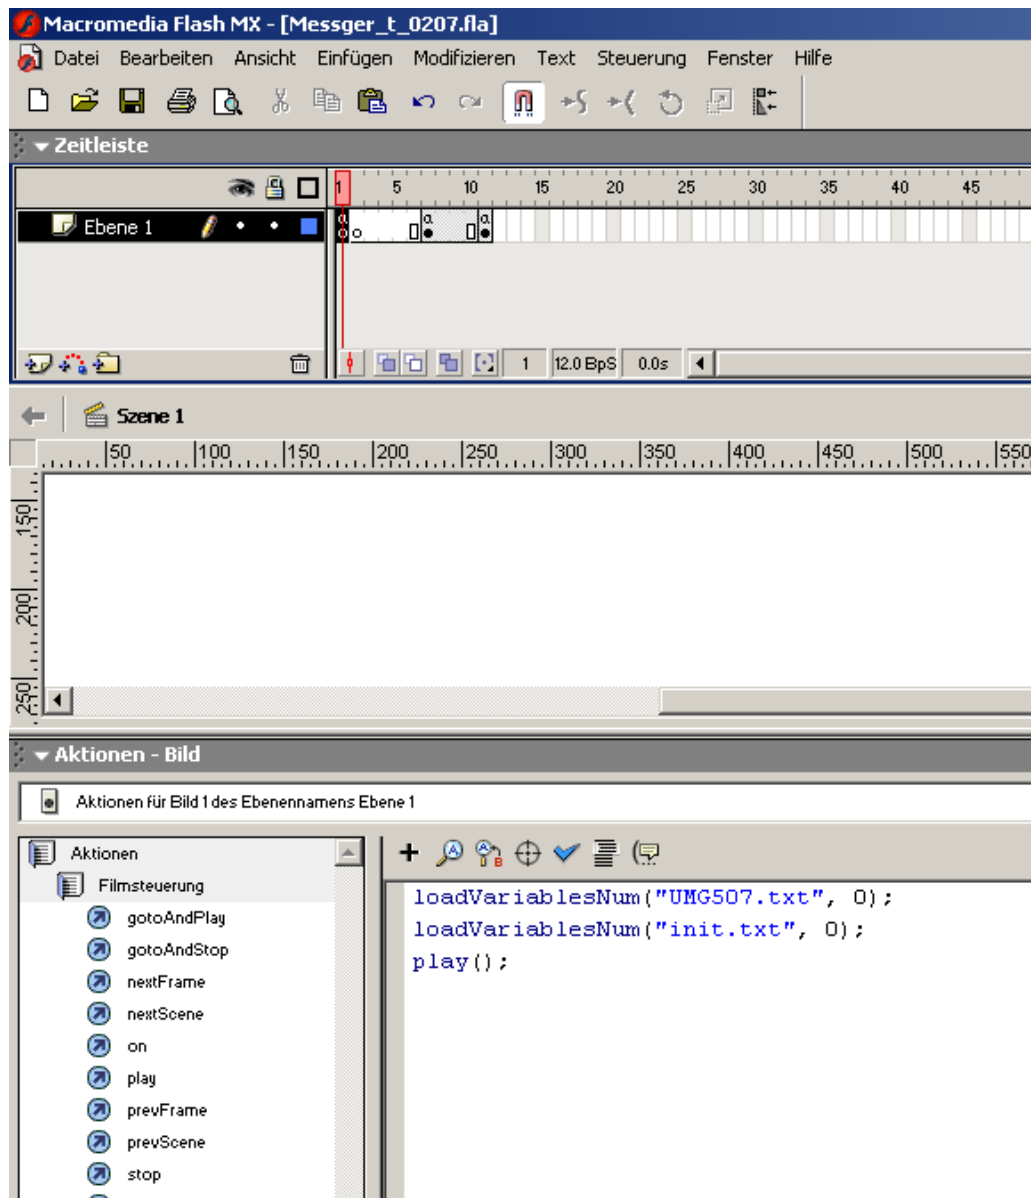 Macromedia Flash MX - [Messger_t_0207.fla]
Datei Bearbeiten Ansicht Einfügen Modifizieren Text Steuerung Fenster Hilfe
Zeitleiste
1 5 10 15 20 25 30 35 40 45
Ebene 1
a a a
1 12.0 BpS 0.0s
Szene 1
50 100 150 200 250 300 350 400 450 500 550
150
200
250
Aktionen - Bild
Aktionen für Bild 1 des Ebenennamens Ebene 1
Aktionen
Filmsteuerung
gotoAndPlay
gotoAndStop
nextFrame
nextScene
on
play
prevFrame
prevScene
stop
loadVariablesNum("UMG507.txt", 0);
loadVariablesNum("init.txt", 0);
play();